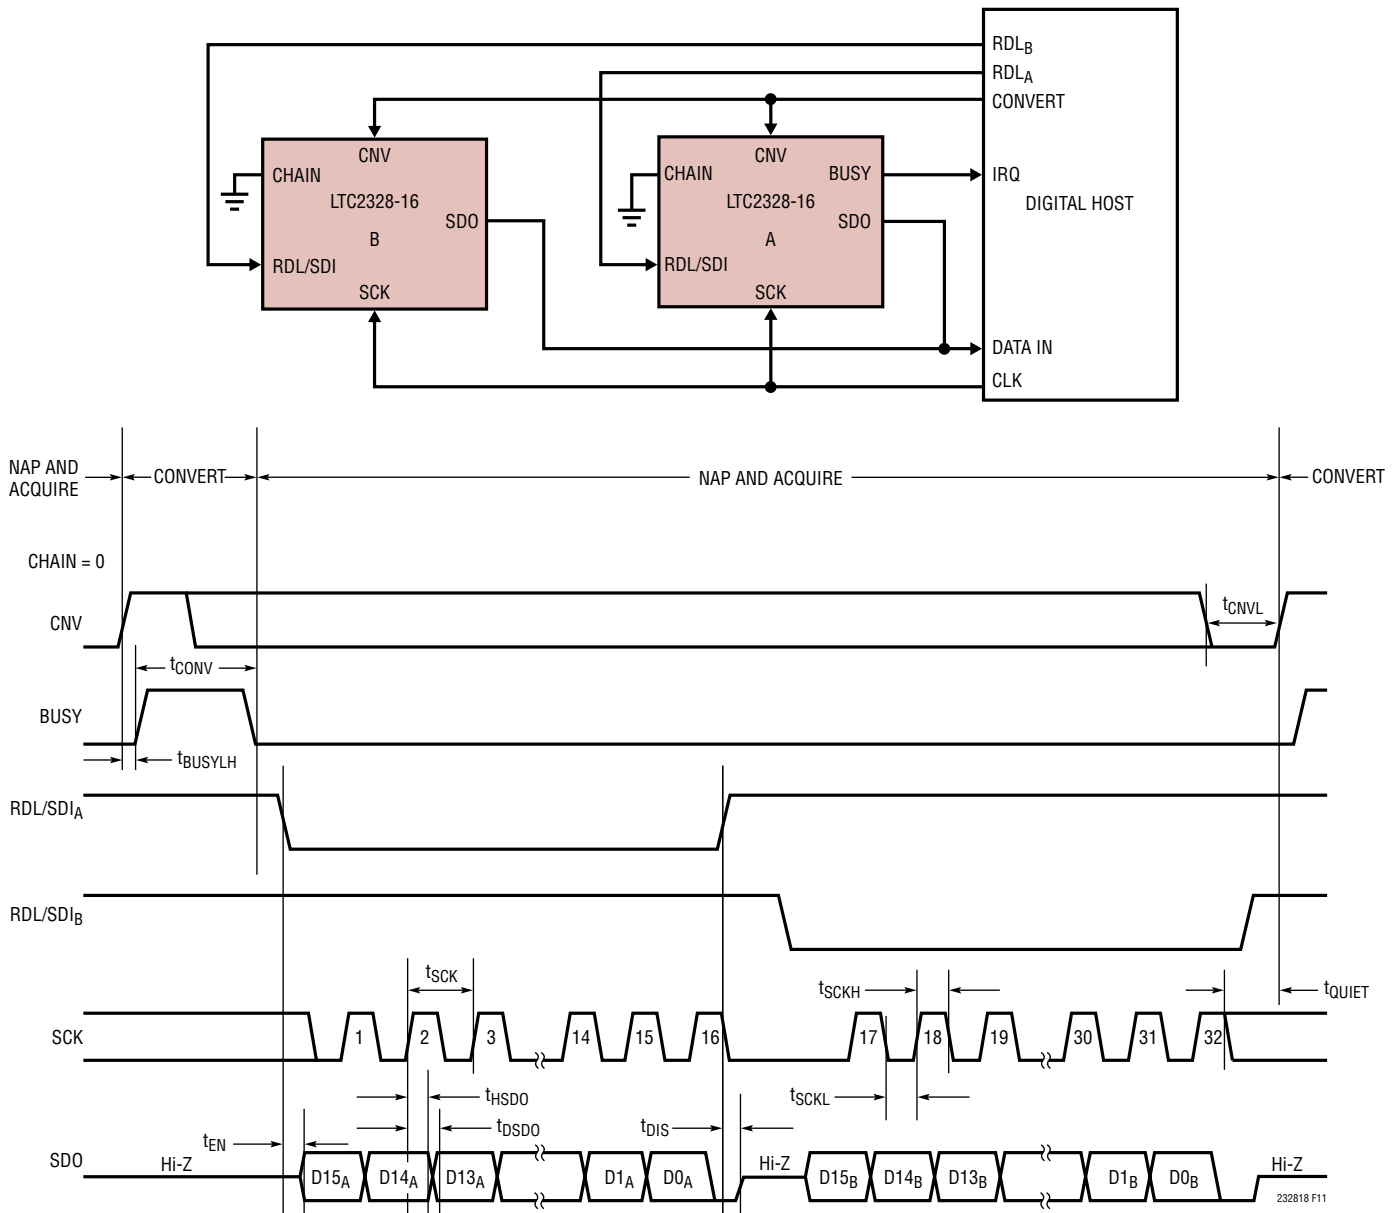 RDLB
RDLA
CONVERT
CNV
CNV
CHAIN
CHAIN
BUSY
IRQ
LTC2328-16
LTC2328-16
DIGITAL HOST
SDO
SDO
B
A
RDL/SDI
RDL/SDI
SCK
SCK
DATA IN
CLK
NAP AND
ACQUIRE
CONVERT
NAP AND ACQUIRE
CONVERT
CHAIN = 0
CNV
tCNVL
tCONV
BUSY
tBUSYLH
RDL/SDIA
RDL/SDIB
tSCK
tSCKH
tQUIET
SCK
1 2 3 14 15 16 17 18 19 30 31 32
tHSDO
tSCKL
tDSDO
tEN
tDIS
SDO
Hi-Z D15A D14A D13A D1A D0A Hi-Z D15B D14B D13B D1B D0B Hi-Z
232818 F11